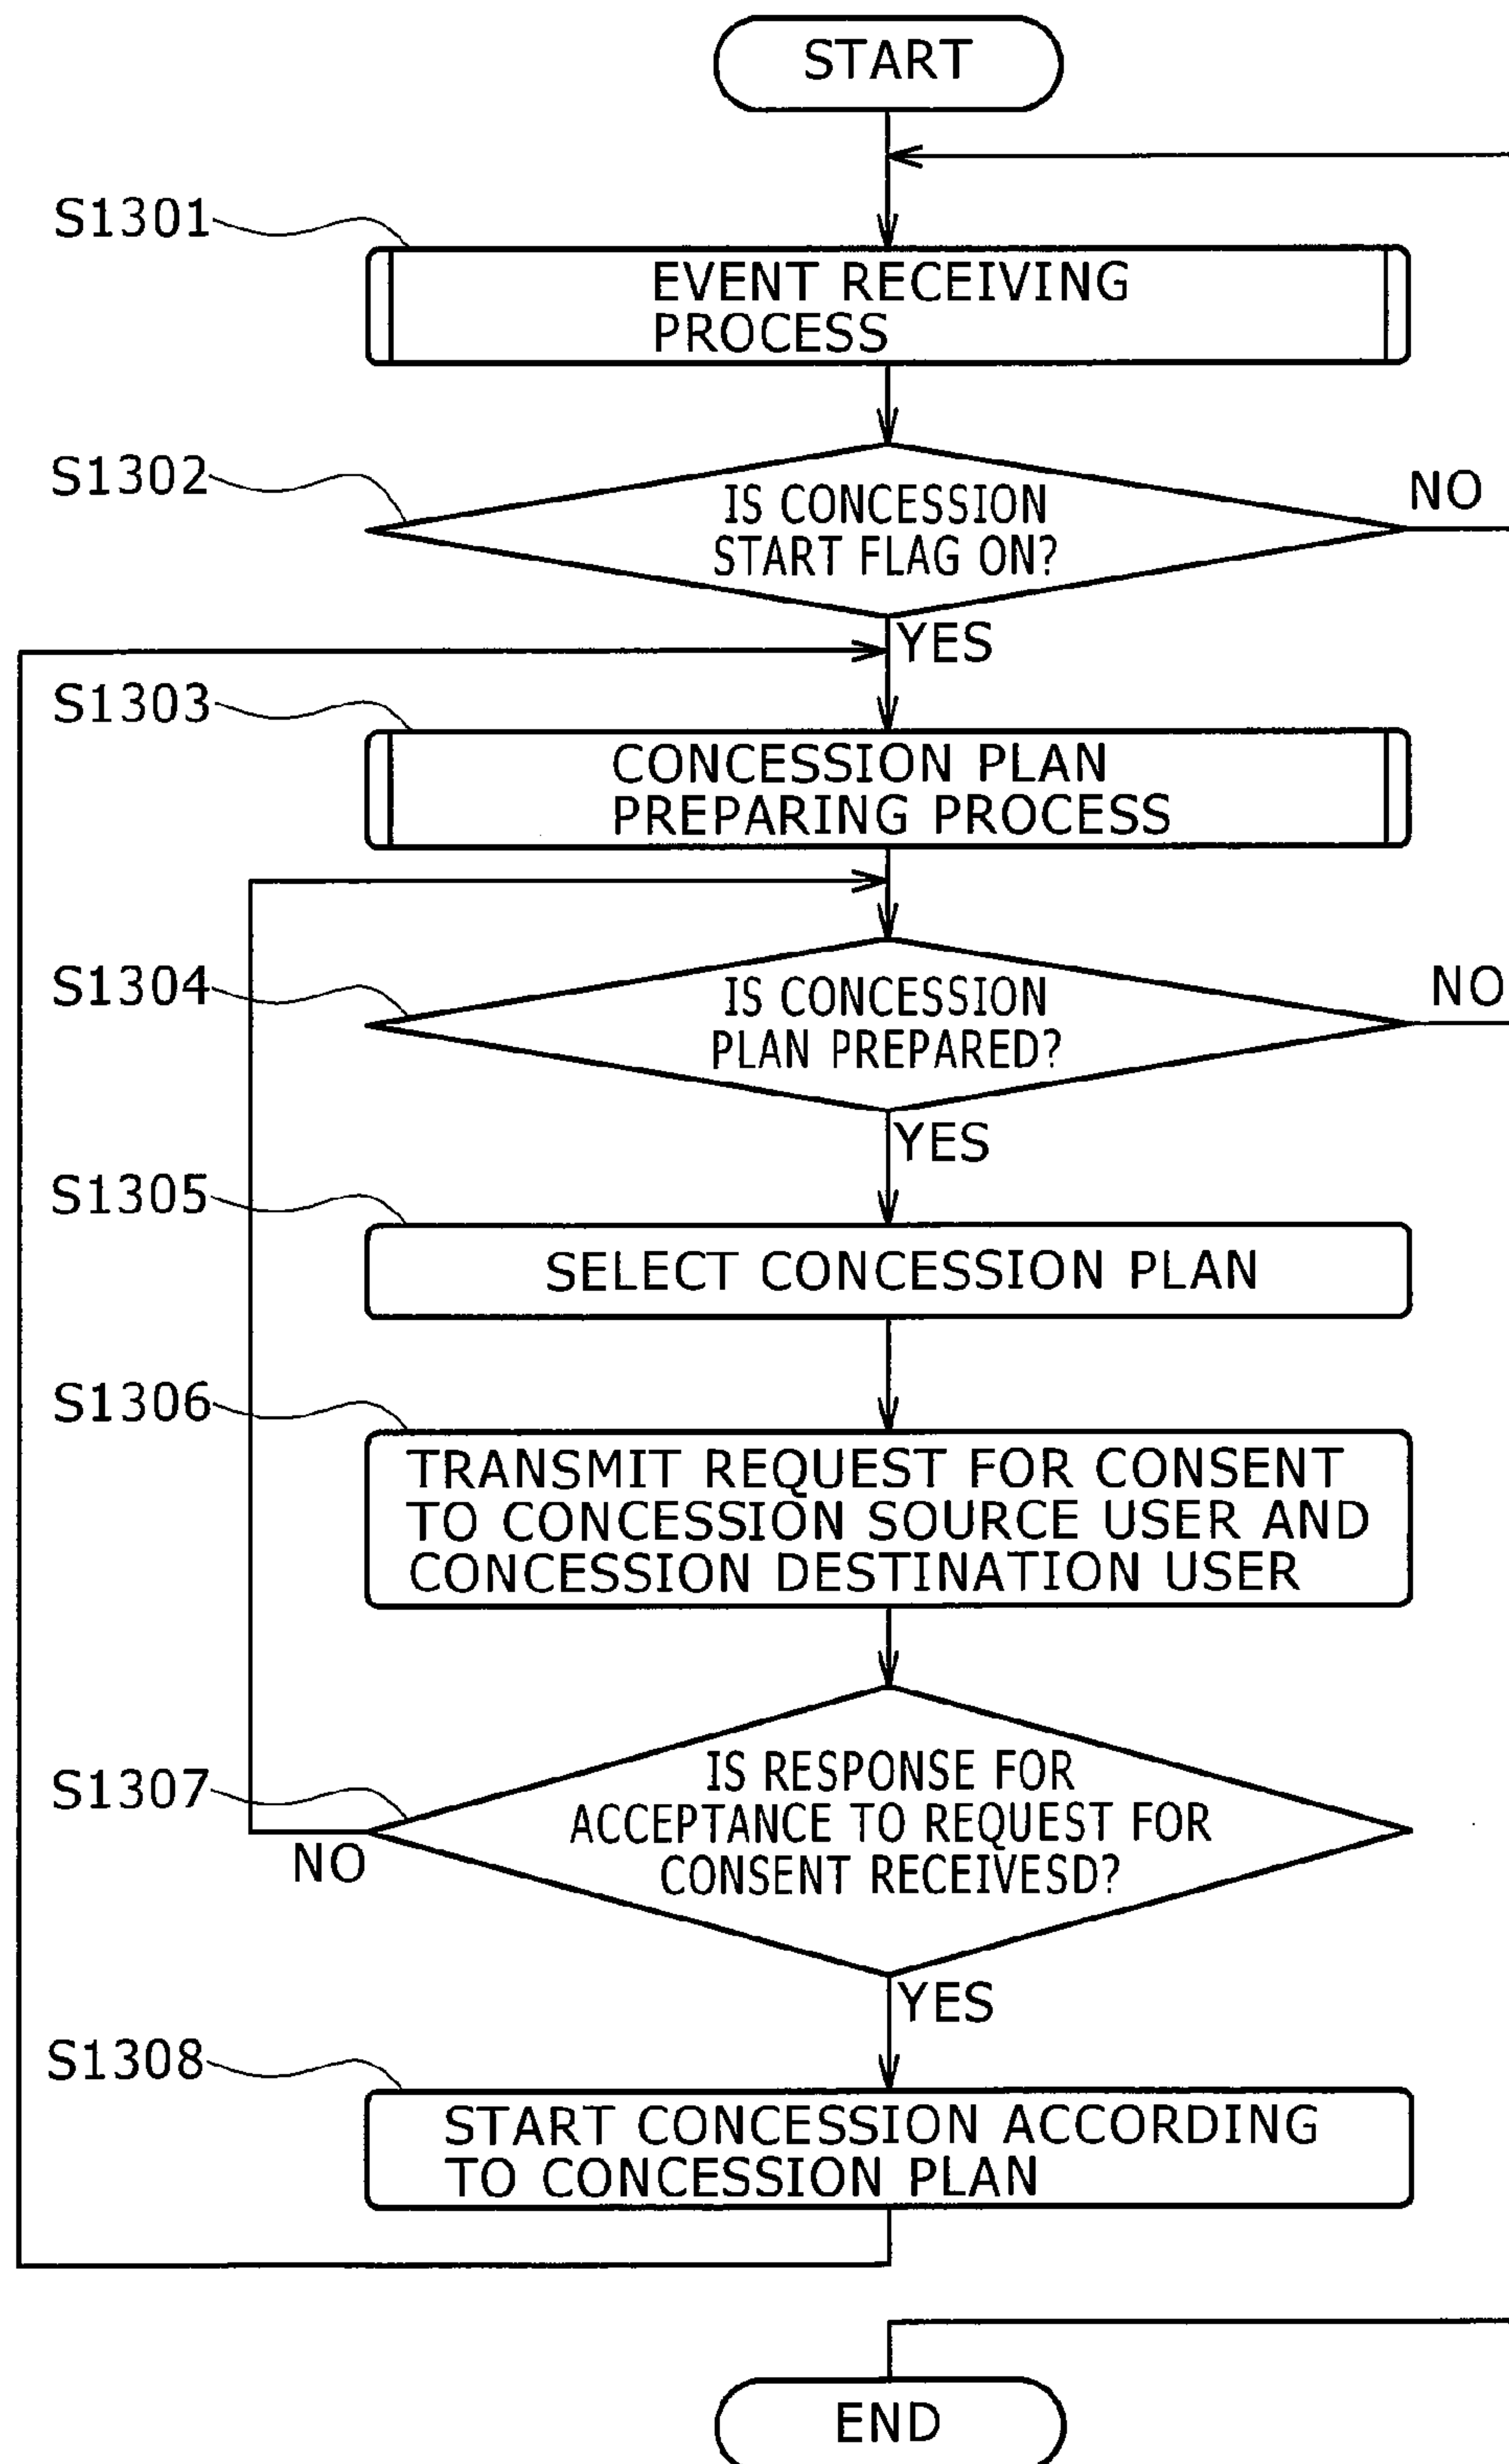 START
S1301
EVENT RECEIVING
PROCESS
S1302
IS CONCESSION
START FLAG ON?
NO
YES
S1303
CONCESSION PLAN
PREPARING PROCESS
S1304
IS CONCESSION
PLAN PREPARED?
NO
YES
S1305
SELECT CONCESSION PLAN
S1306
TRANSMIT REQUEST FOR CONSENT
TO CONCESSION SOURCE USER AND
CONCESSION DESTINATION USER
S1307
IS RESPONSE FOR
ACCEPTANCE TO REQUEST FOR
CONSENT RECEIVESD?
NO
YES
S1308
START CONCESSION ACCORDING
TO CONCESSION PLAN
END